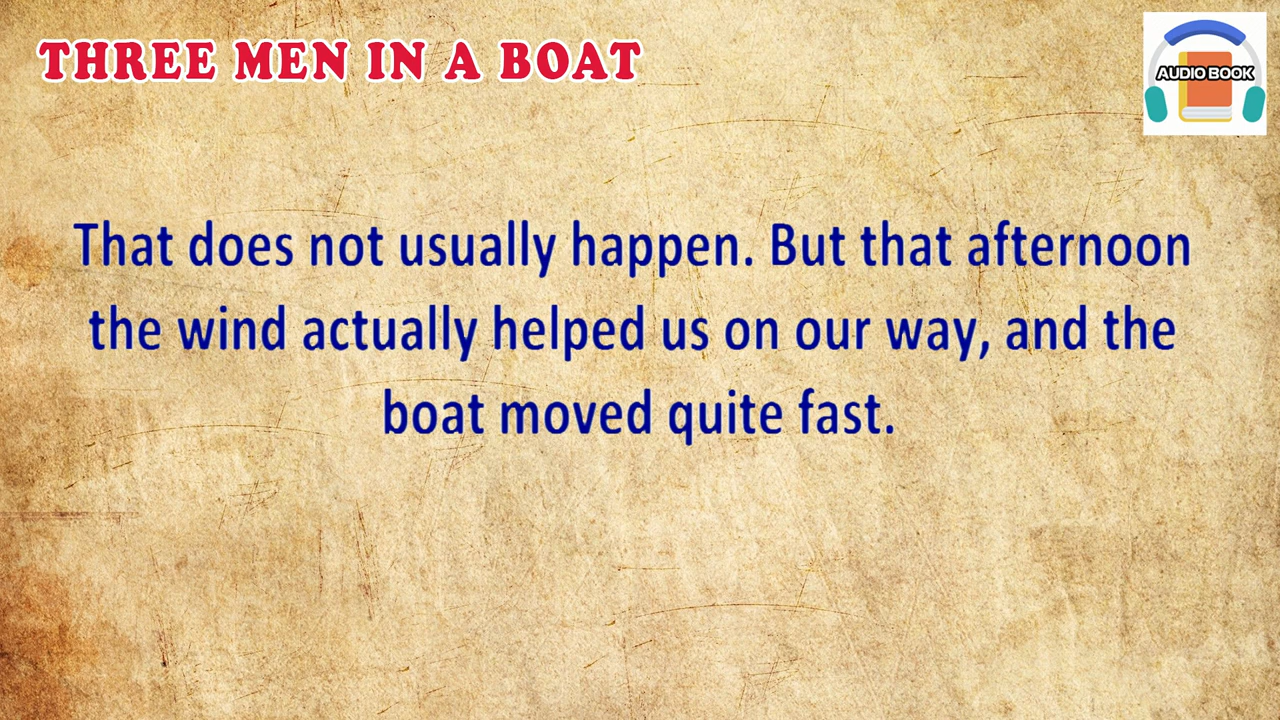 THREE MEN IN A BOAT
AUDIO BOOK
That does not usually happen. But that afternoon
the wind actually helped us on our way, and the
boat moved quite fast.